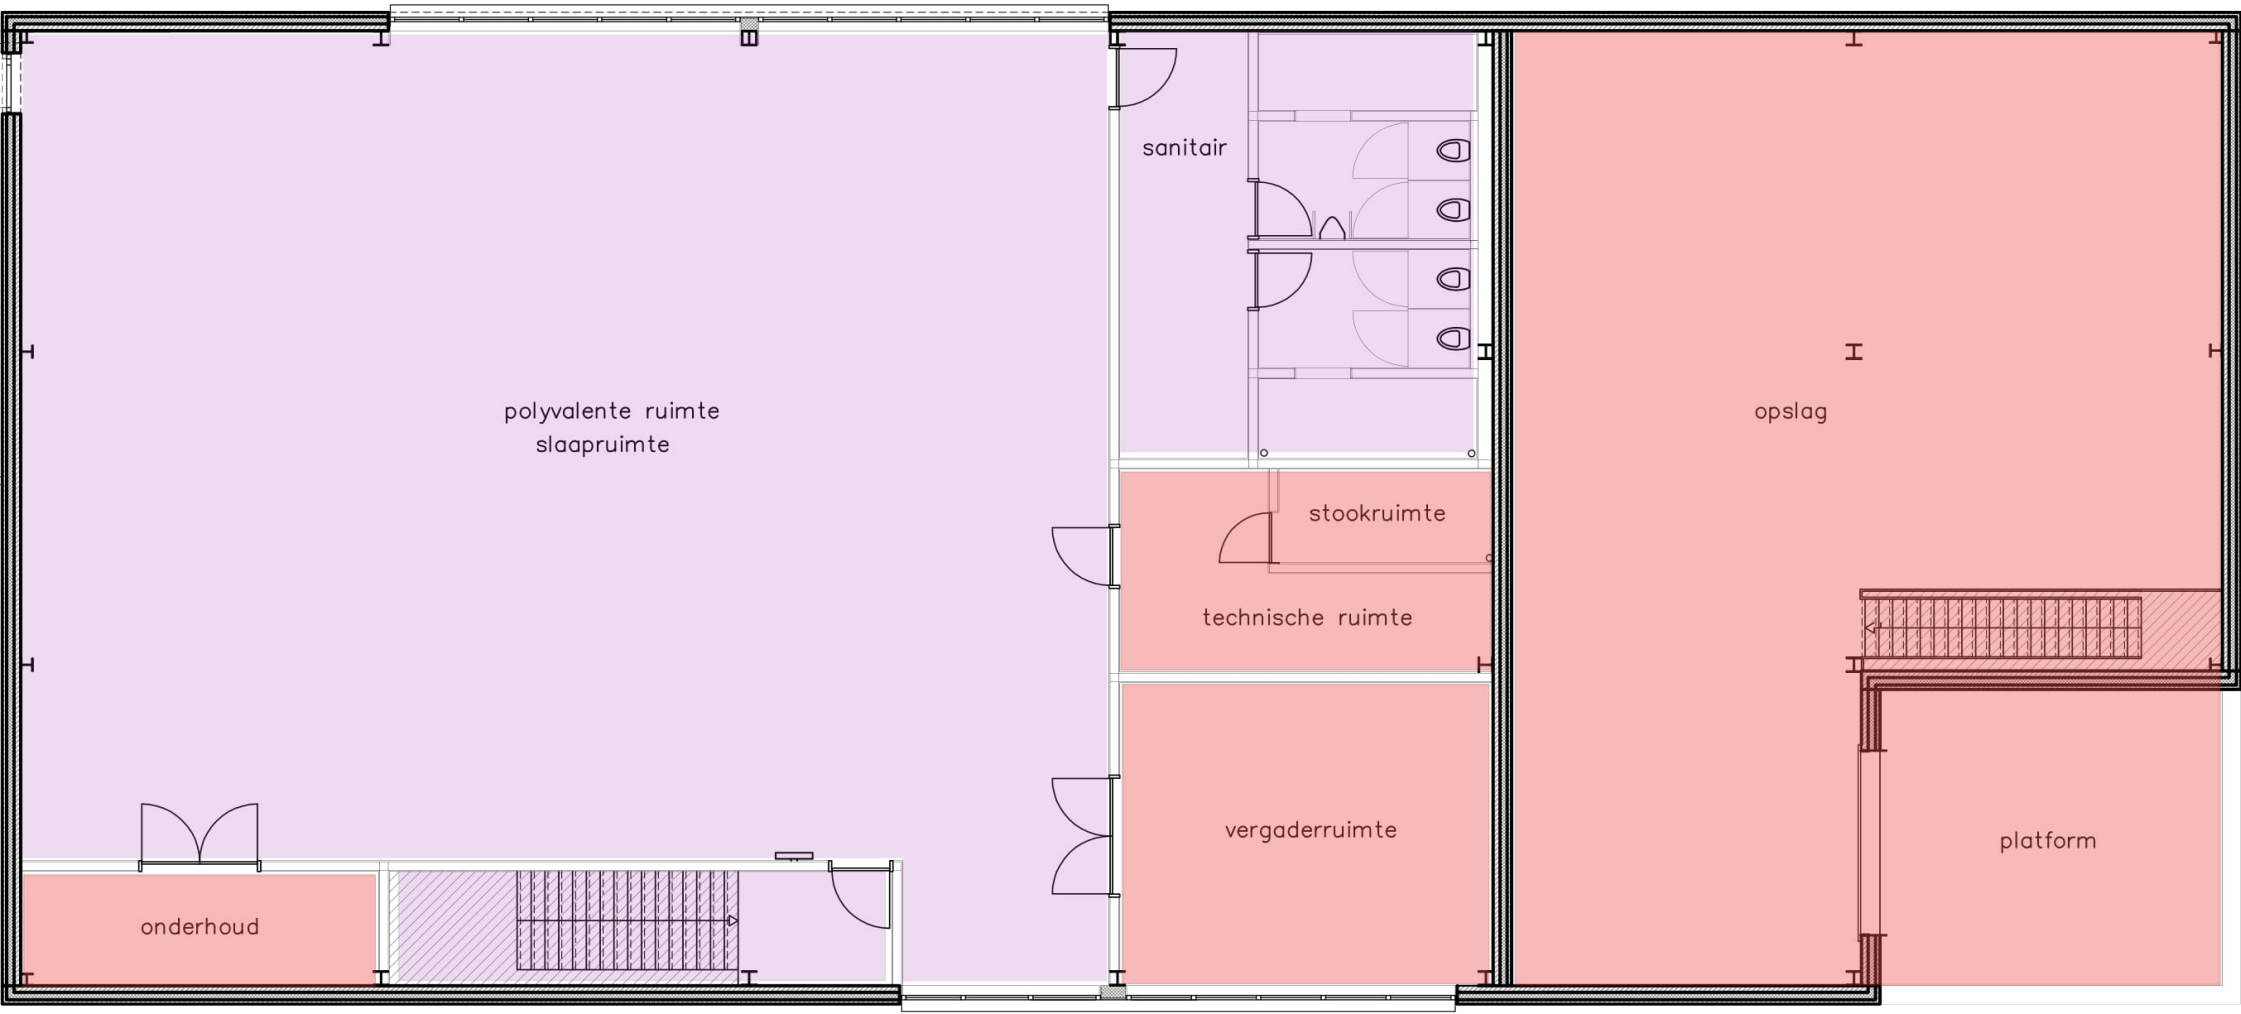 sanitair
polyvalente ruimte
slaapruimte
opslag
stookruimte
technische ruimte
vergaderruimte
platform
onderhoud